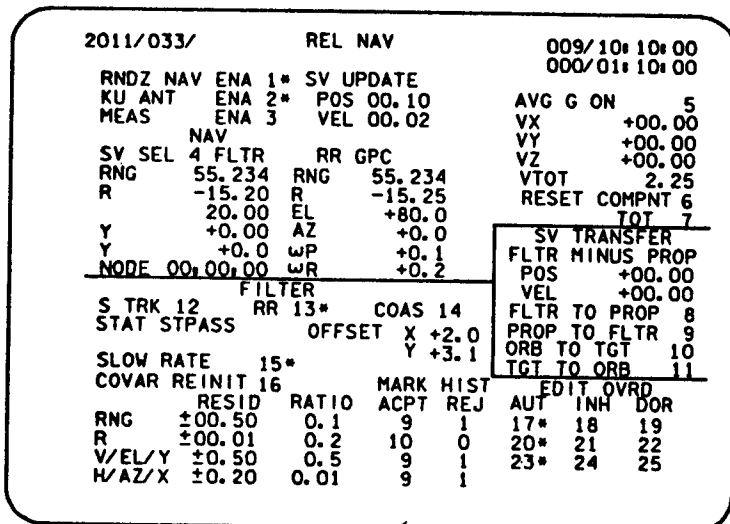 2011/033/ REL NAV 009/10:10:00
000/01:10:00
RNDZ NAV ENA 1* SV UPDATE
KU ANT ENA 2* POS 00.10 AVG G ON 5
MEAS ENA 3 VEL 00.02 VX +00.00
NAV VY +00.00
SV SEL 4 FLTR RR GPC VZ +00.00
RNG 55.234 RNG 55.234 VTOT 2.25
R -15.20 R -15.25 RESET COMPNT 6
20.00 EL +80.0 TOT 7
Y +0.00 AZ +0.0 SV TRANSFER
Y +0.0 ωP +0.1 FLTR MINUS PROP
NODE 00:00:00 ωR +0.2 POS +00.00
FILTER VEL +00.00
S TRK 12 RR 13* COAS 14 FLTR TO PROP 8
STAT STPASS OFFSET X +2.0 PROP TO FLTR 9
Y +3.1 ORB TO TGT 10
SLOW RATE 15* TGT TO ORB 11
COVAR REINIT 16 MARK HIST EDIT OVRD
RESID RATIO ACPT REJ AUT INH DOR
RNG ±00.50 0.1 9 1 17* 18 19
R ±00.01 0.2 10 0 20* 21 22
V/EL/Y ±0.50 0.5 9 1 23* 24 25
H/AZ/X ±0.20 0.01 9 1